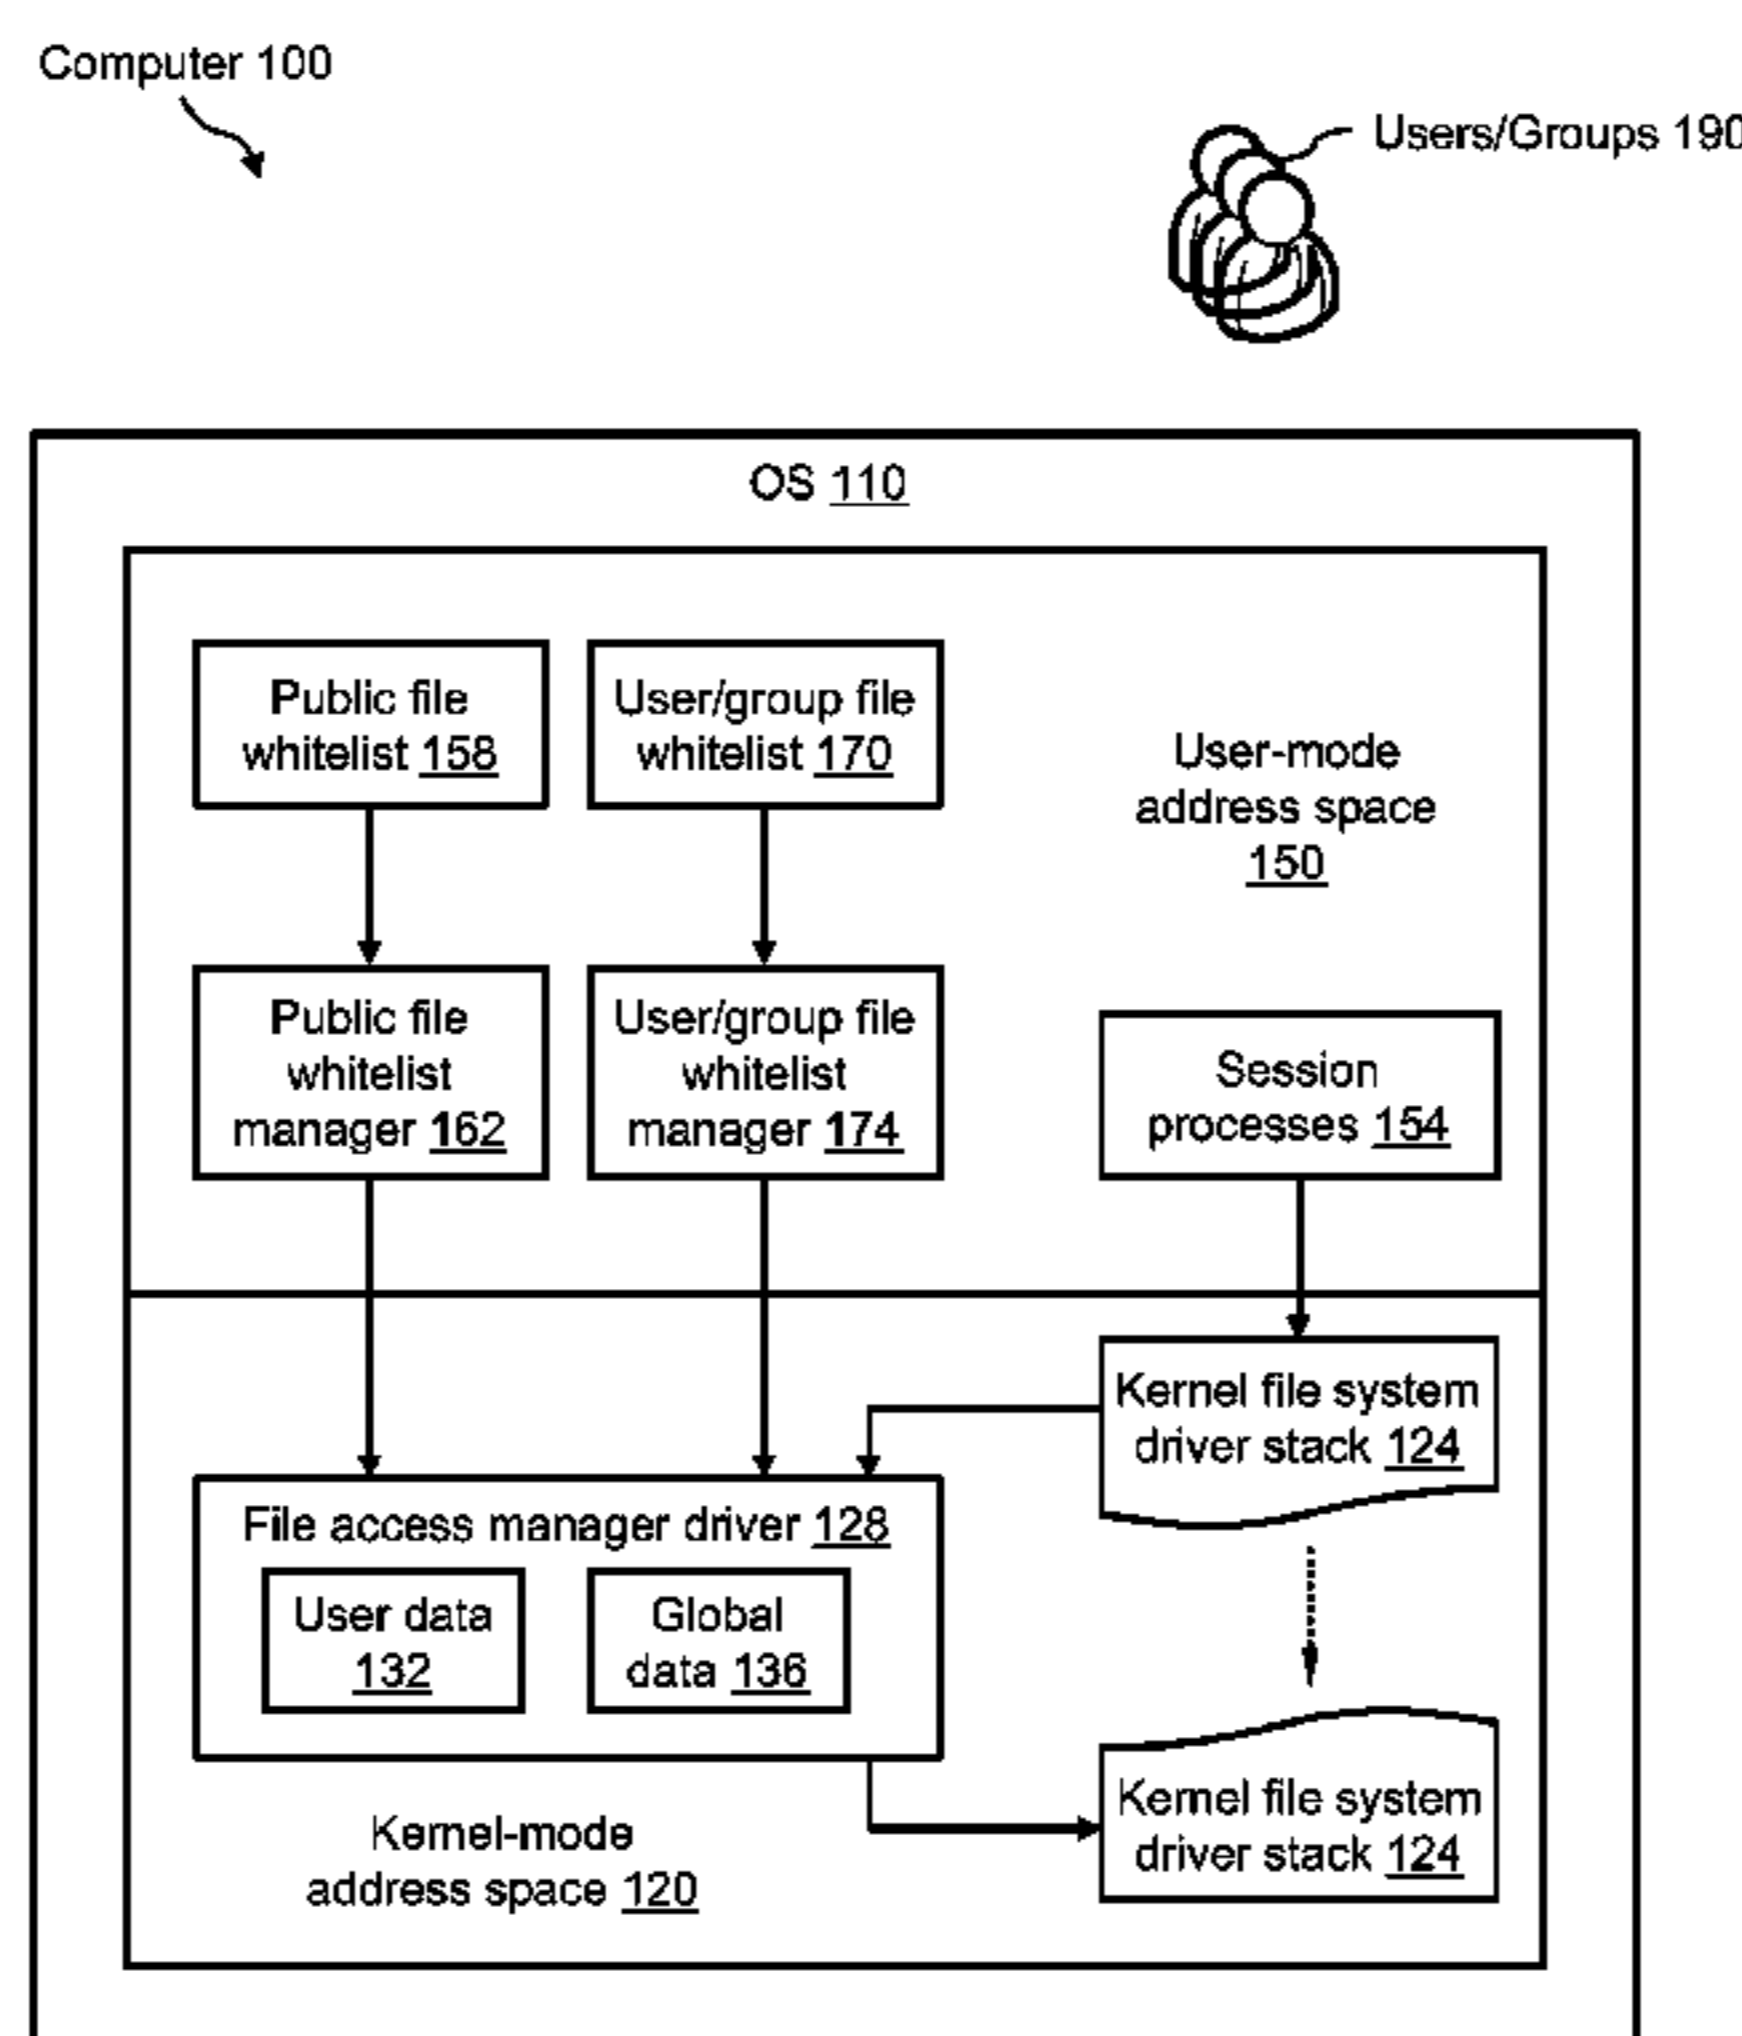 Computer 100
Users/Groups 190
OS 110
Public file
whitelist 158
User/group file
whitelist 170
User-mode
address space
150
Public file
whitelist
manager 162
User/group file
whitelist
manager 174
Session
processes 154
Kernel file system
driver stack 124
File access manager driver 128
User data
132
Global
data 136
Kernel file system
driver stack 124
Kernel-mode
address space 120